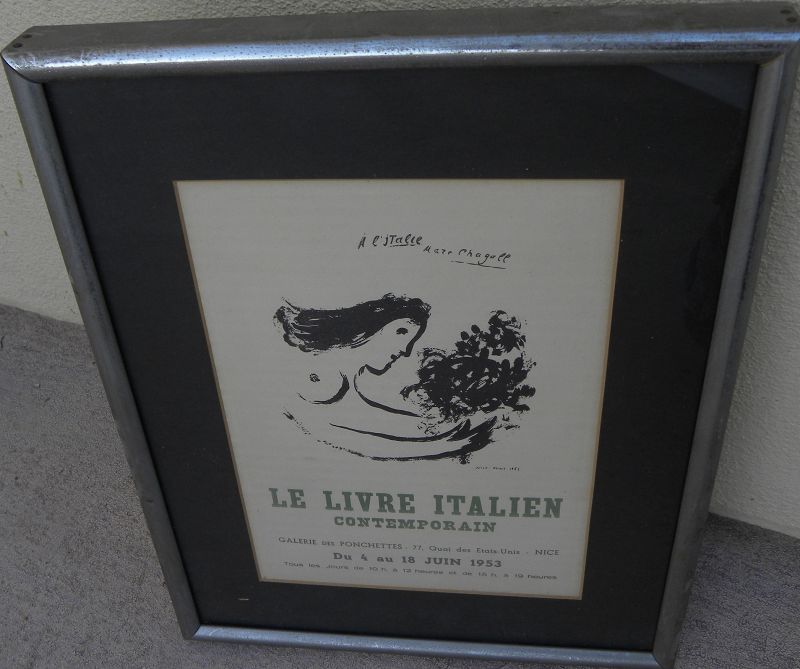 À l'Italie
Marc Chagall
LE LIVRE ITALIEN
CONTEMPORAIN
GALERIE DES PONCHETTES - 77, Quai des Etats-Unis - NICE
Du 4 au 18 JUIN 1953
Tous les jours de 10 h. à 12 heures et de 15 h. à 19 heures